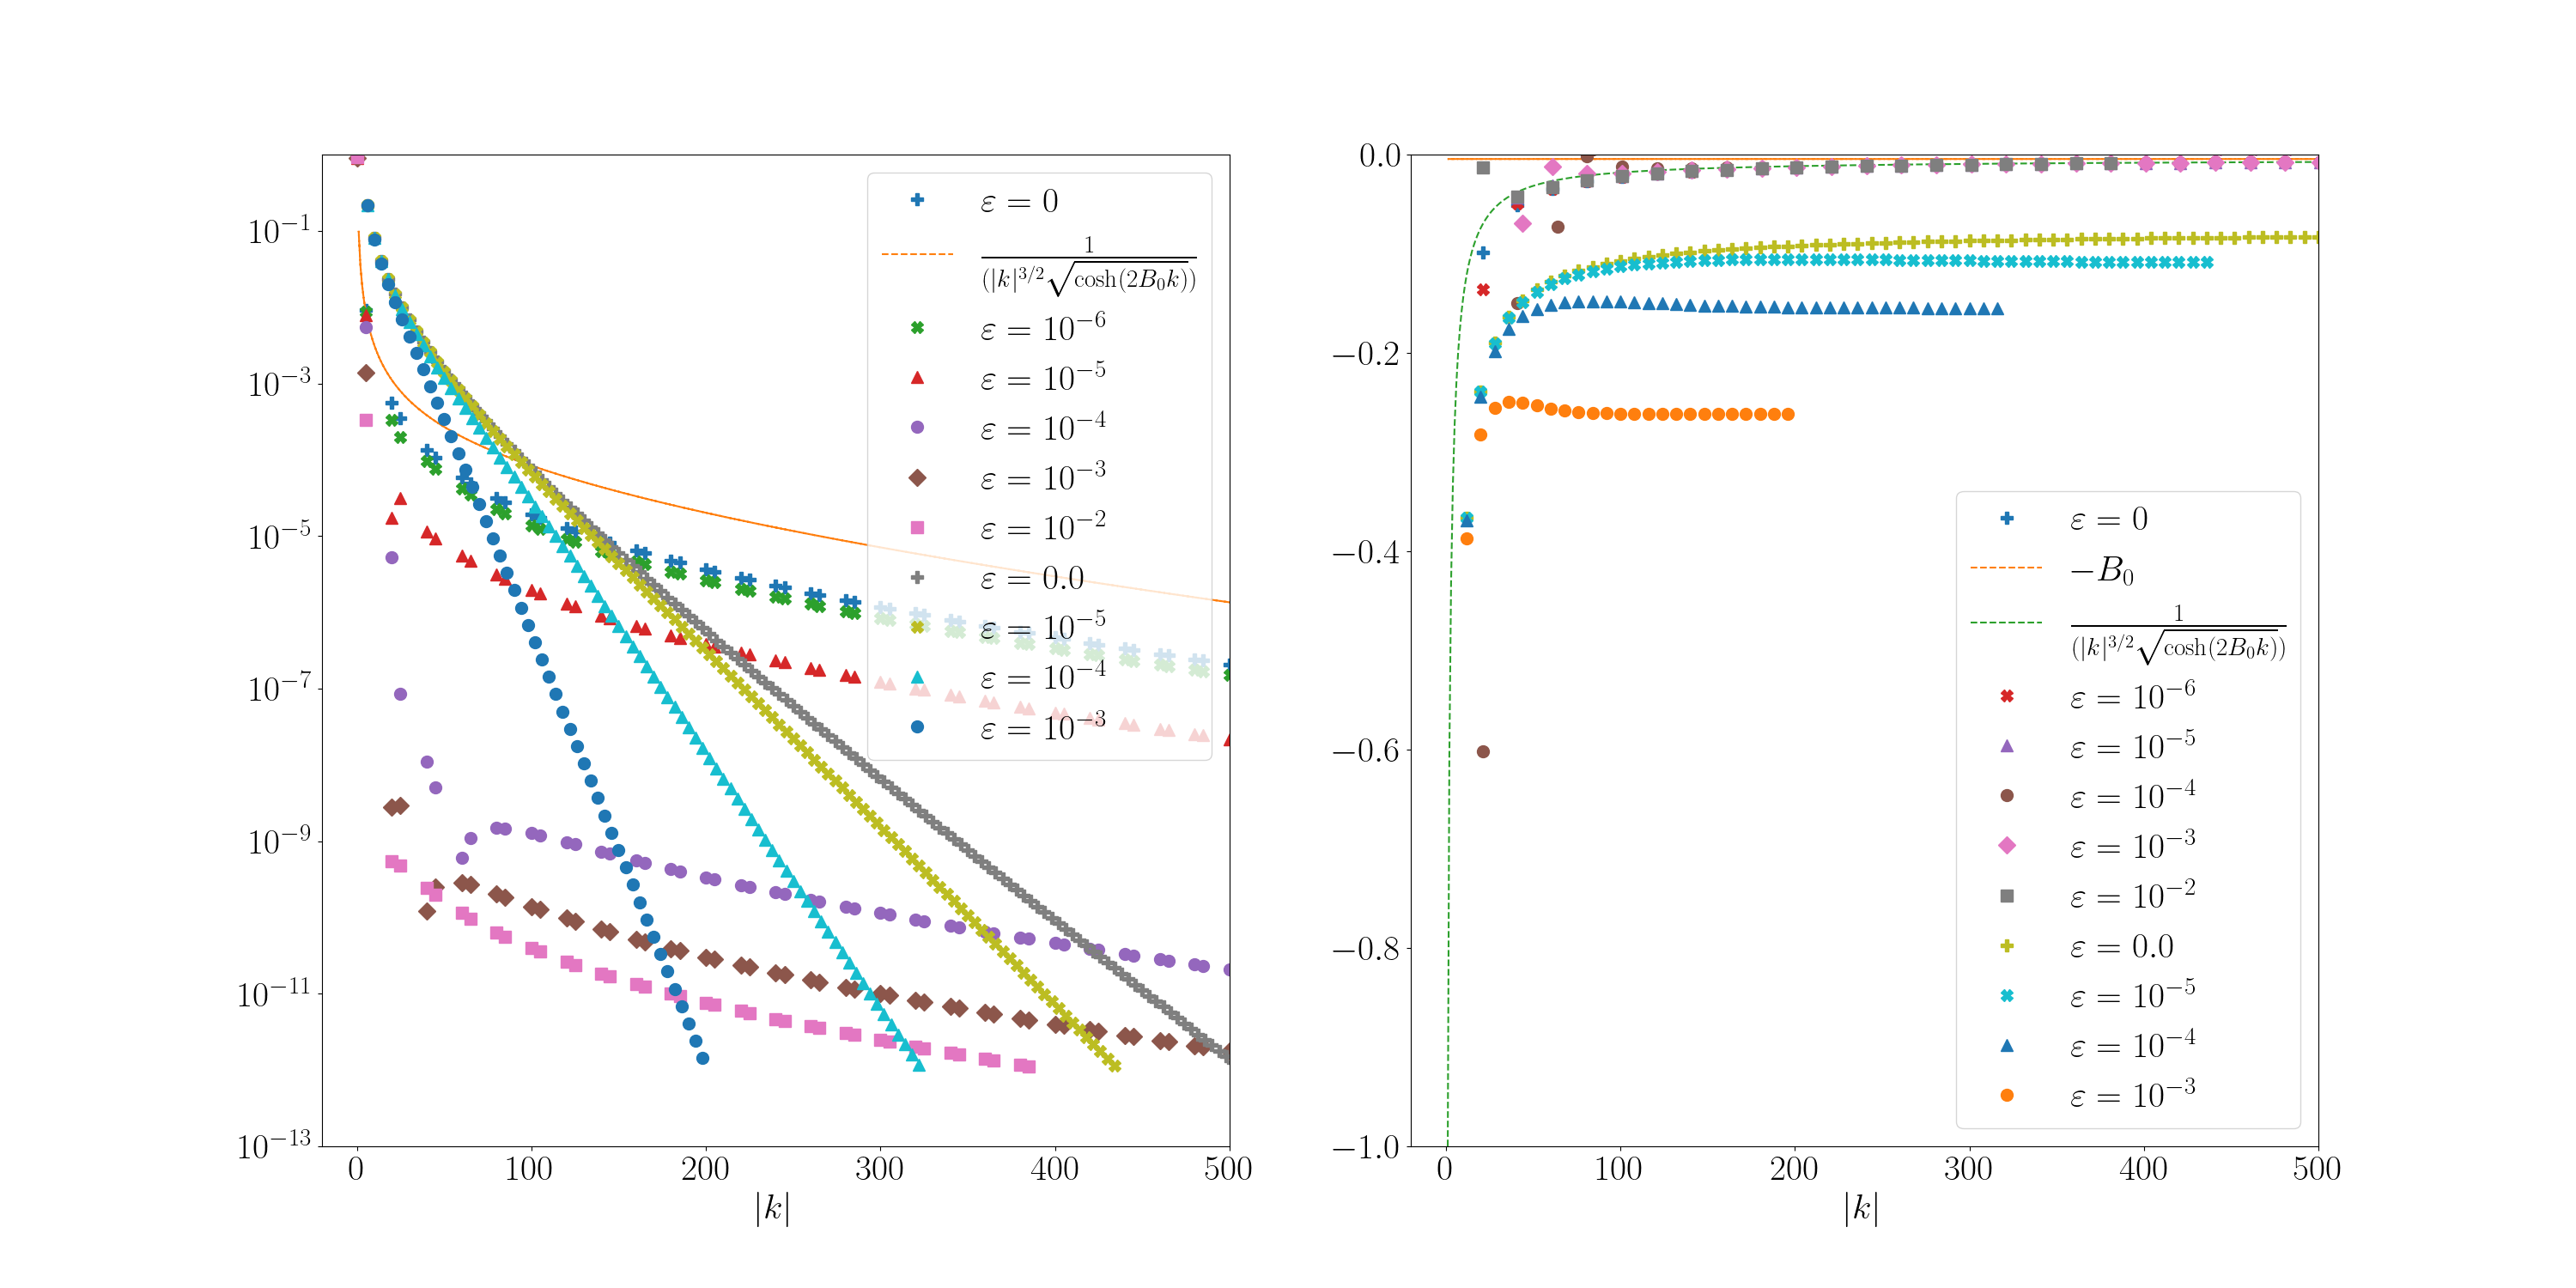 10⁻¹
10⁻³
10⁻⁵
10⁻⁷
10⁻⁹
10⁻¹¹
10⁻¹³
0 100 200 300 400 500
|k|
ε = 0
1/(|k|^{3/2}√cosh(2B₀k))
ε = 10⁻⁶
ε = 10⁻⁵
ε = 10⁻⁴
ε = 10⁻³
ε = 10⁻²
ε = 0.0
ε = 10⁻⁵
ε = 10⁻⁴
ε = 10⁻³
0.0
−0.2
−0.4
−0.6
−0.8
−1.0
0 100 200 300 400 500
|k|
ε = 0
−B₀
1/(|k|^{3/2}√cosh(2B₀k))
ε = 10⁻⁶
ε = 10⁻⁵
ε = 10⁻⁴
ε = 10⁻³
ε = 10⁻²
ε = 0.0
ε = 10⁻⁵
ε = 10⁻⁴
ε = 10⁻³